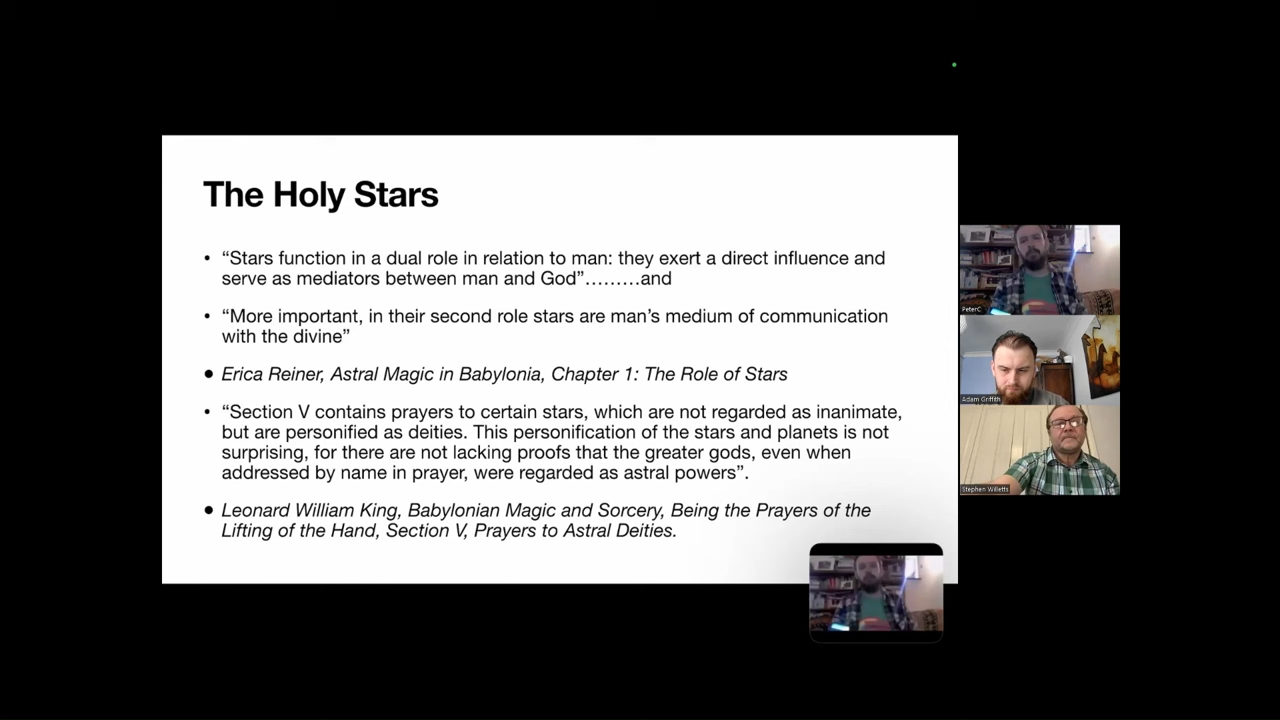 The Holy Stars
• “Stars function in a dual role in relation to man: they exert a direct influence and
serve as mediators between man and God”………and
• “More important, in their second role stars are man’s medium of communication
with the divine”
• Erica Reiner, Astral Magic in Babylonia, Chapter 1: The Role of Stars
• “Section V contains prayers to certain stars, which are not regarded as inanimate,
but are personified as deities. This personification of the stars and planets is not
surprising, for there are not lacking proofs that the greater gods, even when
addressed by name in prayer, were regarded as astral powers”.
• Leonard William King, Babylonian Magic and Sorcery, Being the Prayers of the
Lifting of the Hand, Section V, Prayers to Astral Deities.
PeterC
Adam Griffith
Stephen Willetts